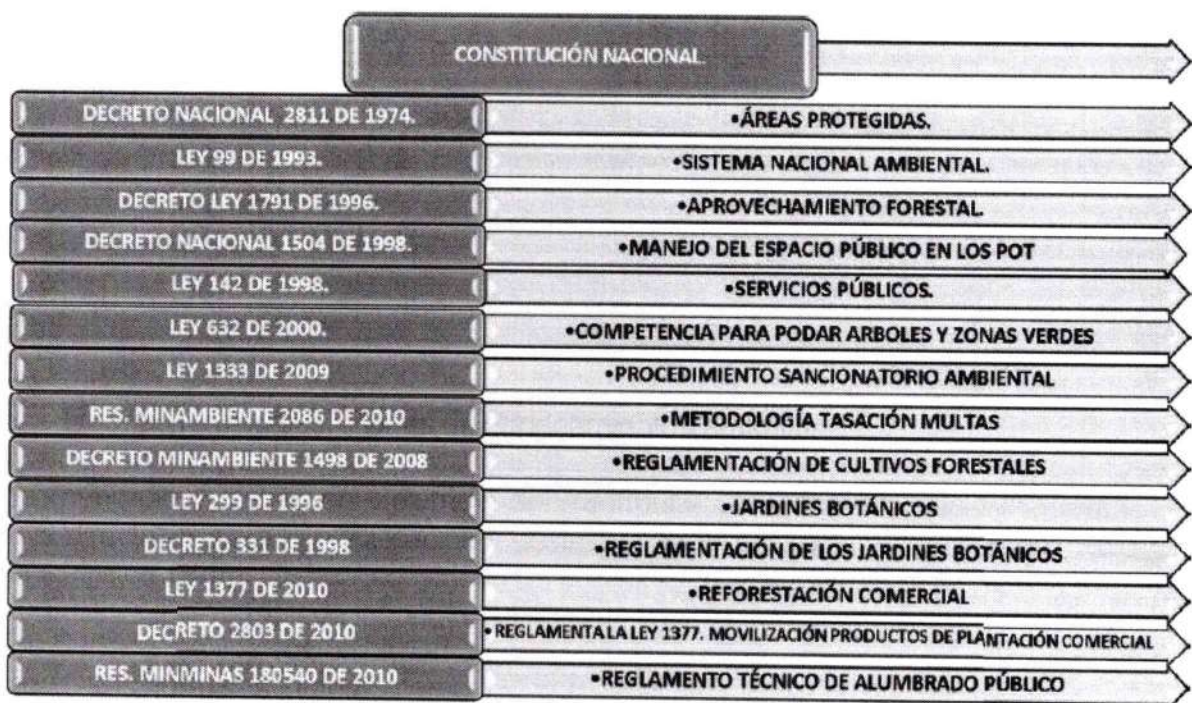 CONSTITUCIÓN NACIONAL.
DECRETO NACIONAL 2811 DE 1974. •ÁREAS PROTEGIDAS.
LEY 99 DE 1993. •SISTEMA NACIONAL AMBIENTAL.
DECRETO LEY 1791 DE 1996. •APROVECHAMIENTO FORESTAL.
DECRETO NACIONAL 1504 DE 1998. •MANEJO DEL ESPACIO PÚBLICO EN LOS POT
LEY 142 DE 1998. •SERVICIOS PÚBLICOS.
LEY 632 DE 2000. •COMPETENCIA PARA PODAR ARBOLES Y ZONAS VERDES
LEY 1333 DE 2009 •PROCEDIMIENTO SANCIONATORIO AMBIENTAL
RES. MINAMBIENTE 2086 DE 2010 •METODOLOGÍA TASACIÓN MULTAS
DECRETO MINAMBIENTE 1498 DE 2008 •REGLAMENTACIÓN DE CULTIVOS FORESTALES
LEY 299 DE 1996 •JARDINES BOTÁNICOS
DECRETO 331 DE 1998 •REGLAMENTACIÓN DE LOS JARDINES BOTÁNICOS
LEY 1377 DE 2010 •REFORESTACIÓN COMERCIAL
DECRETO 2803 DE 2010 •REGLAMENTA LA LEY 1377. MOVILIZACIÓN PRODUCTOS DE PLANTACIÓN COMERCIAL
RES. MINMINAS 180540 DE 2010 •REGLAMENTO TÉCNICO DE ALUMBRADO PÚBLICO